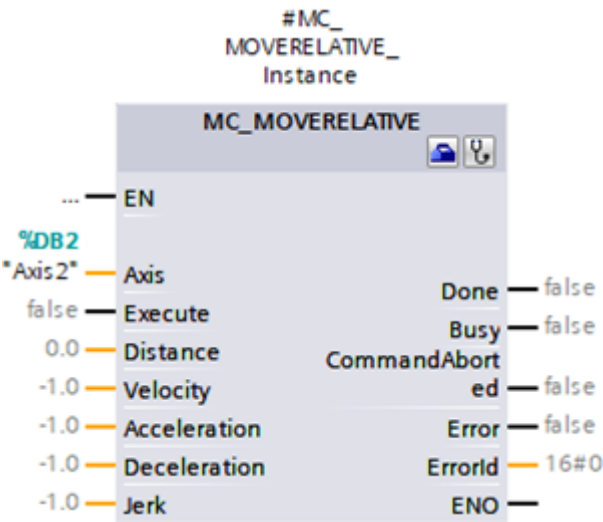 #MC_
MOVERELATIVE_
Instance
MC_MOVERELATIVE
... EN
%DB2
"Axis2" Axis
Done false
false Execute
Busy false
0.0 Distance
CommandAbort
-1.0 Velocity
ed false
-1.0 Acceleration
Error false
-1.0 Deceleration
ErrorId 16#0
-1.0 Jerk
ENO